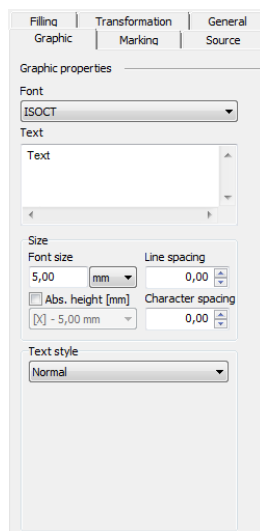 Filling Transformation General
Graphic Marking Source
Graphic properties
Font
ISOCT
Text
Text
Size
Font size Line spacing
5,00 mm 0,00
Abs. height [mm] Character spacing
[X] - 5,00 mm 0,00
Text style
Normal